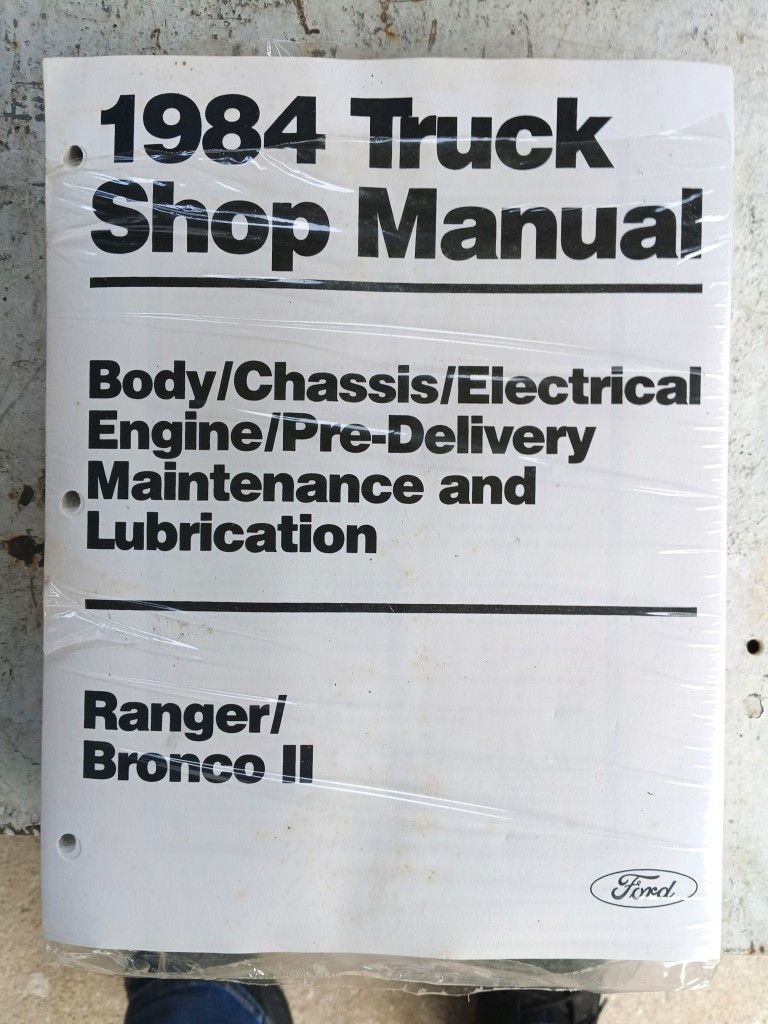 1984 Truck
Shop Manual
Body/Chassis/Electrical
Engine/Pre-Delivery
Maintenance and
Lubrication
Ranger/
Bronco II
Ford